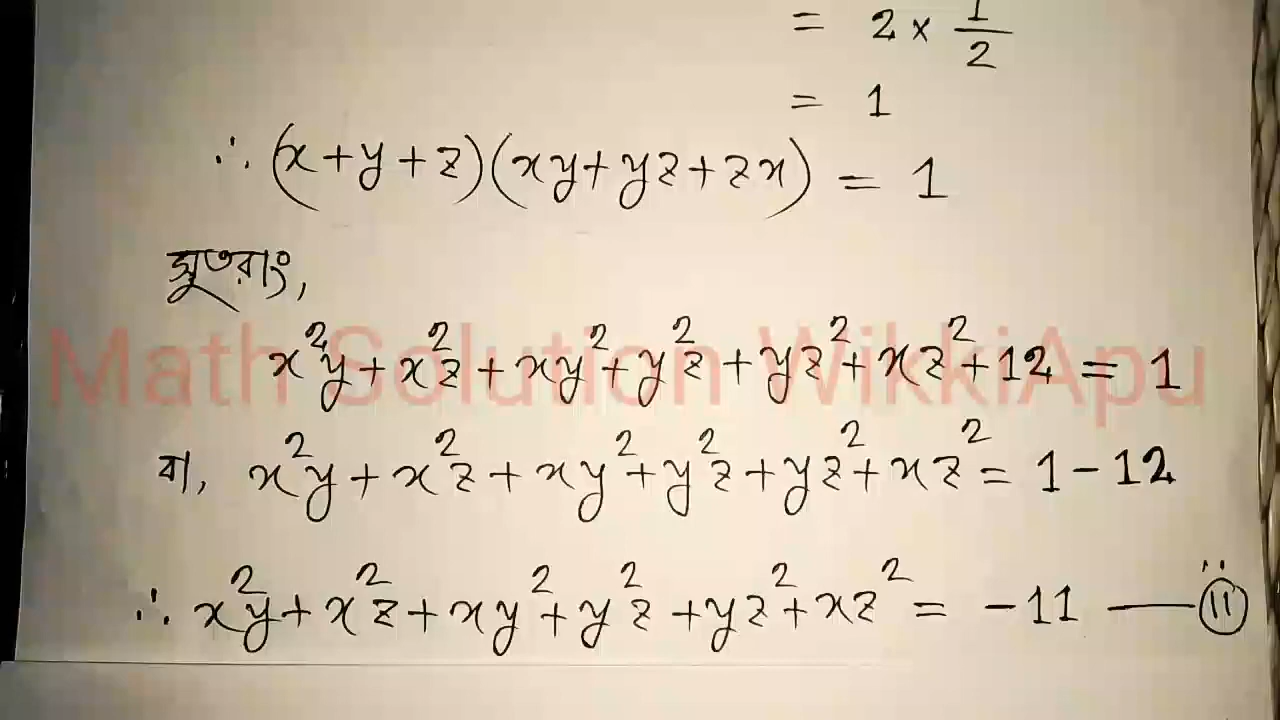 = 2 × 1/2
= 1
∴ (x+y+z)(xy+yz+zx) = 1
সুতরাং,
x²y + x²z + xy² + y²z + yz² + xz² + 12 = 1
Math Solution WikkiApu
বা, x²y + x²z + xy² + y²z + yz² + xz² = 1 - 12
∴ x²y + x²z + xy² + y²z + yz² + xz² = -11 —— ii